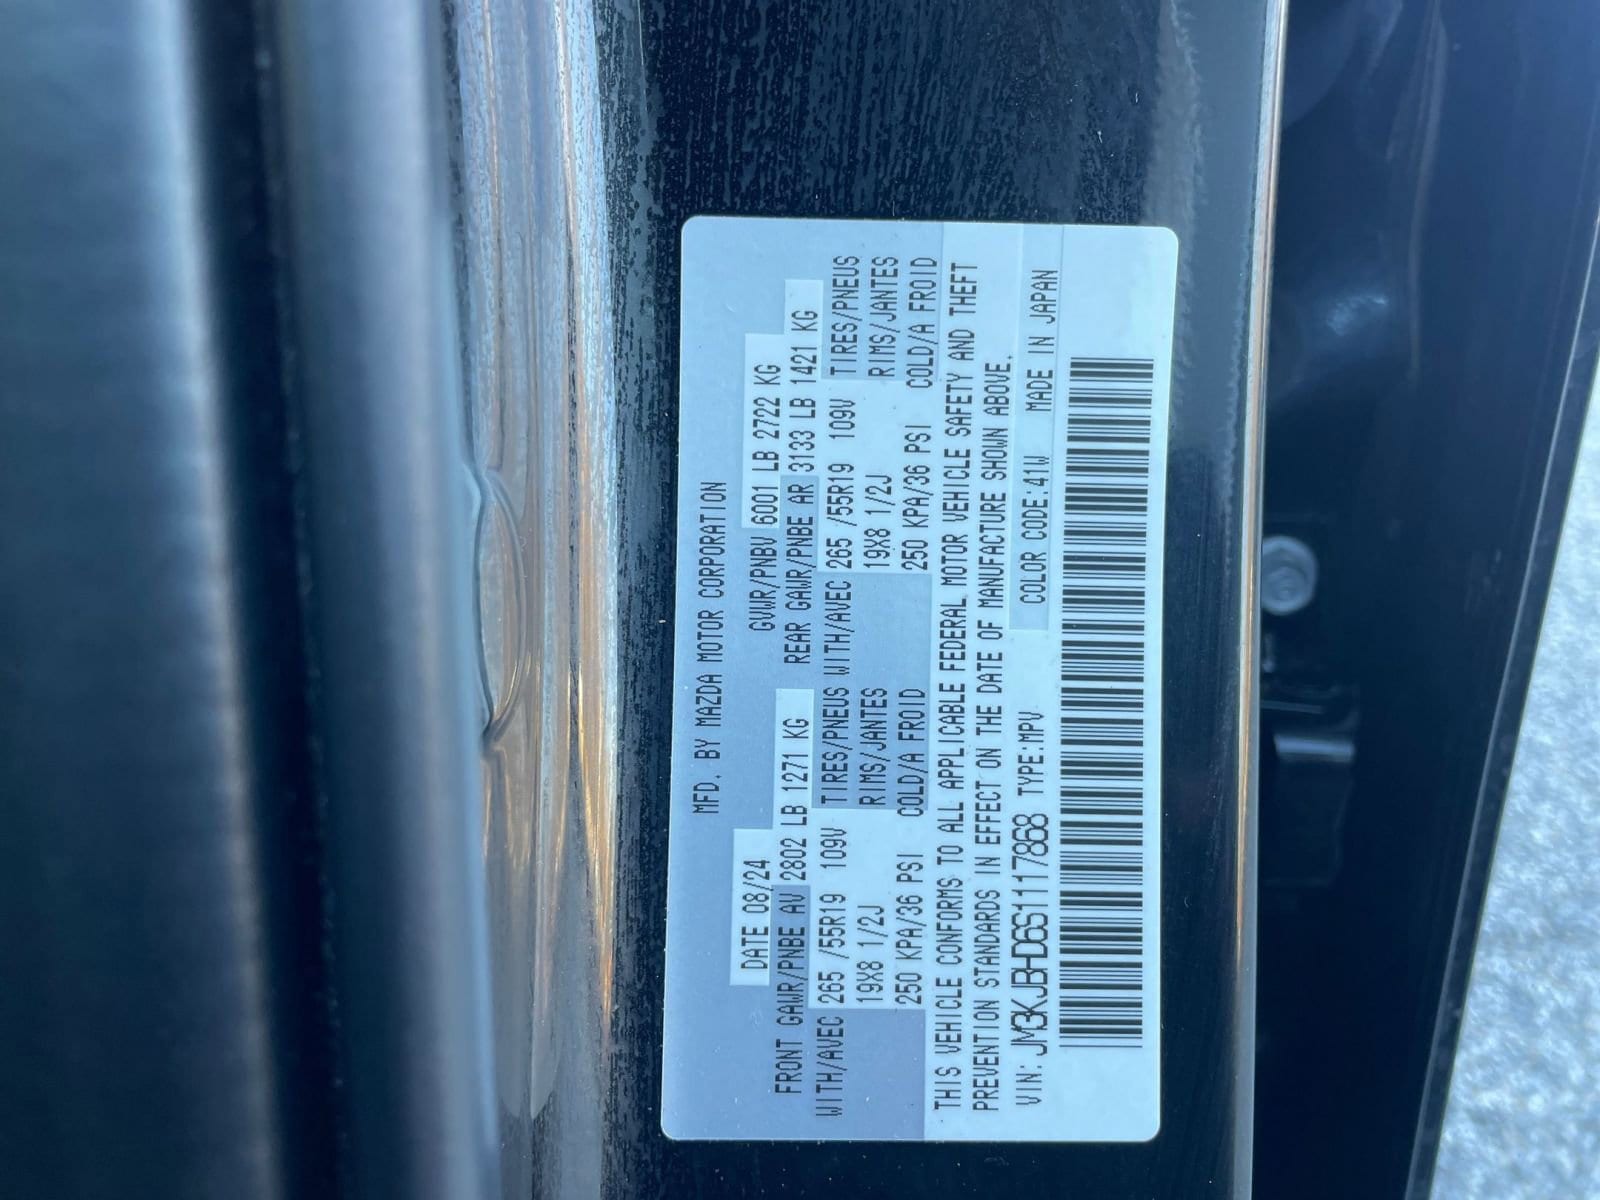 MFD. BY MAZDA MOTOR CORPORATION
DATE 08/24 GVWR/PNBV 6001 LB 2722 KG
FRONT GAWR/PNBE AV 2802 LB 1271 KG REAR GAWR/PNBE AR 3133 LB 1421 KG
WITH/AVEC 265 /55R19 109V TIRES/PNEUS WITH/AVEC 265 /55R19 109V TIRES/PNEUS
19X8 1/2J RIMS/JANTES 19X8 1/2J RIMS/JANTES
250 KPA/36 PSI COLD/A FROID 250 KPA/36 PSI COLD/A FROID
THIS VEHICLE CONFORMS TO ALL APPLICABLE FEDERAL MOTOR VEHICLE SAFETY AND THEFT
PREVENTION STANDARDS IN EFFECT ON THE DATE OF MANUFACTURE SHOWN ABOVE.
VIN: JM3KJBHD6S1117868 TYPE:MPV COLOR CODE:41W MADE IN JAPAN